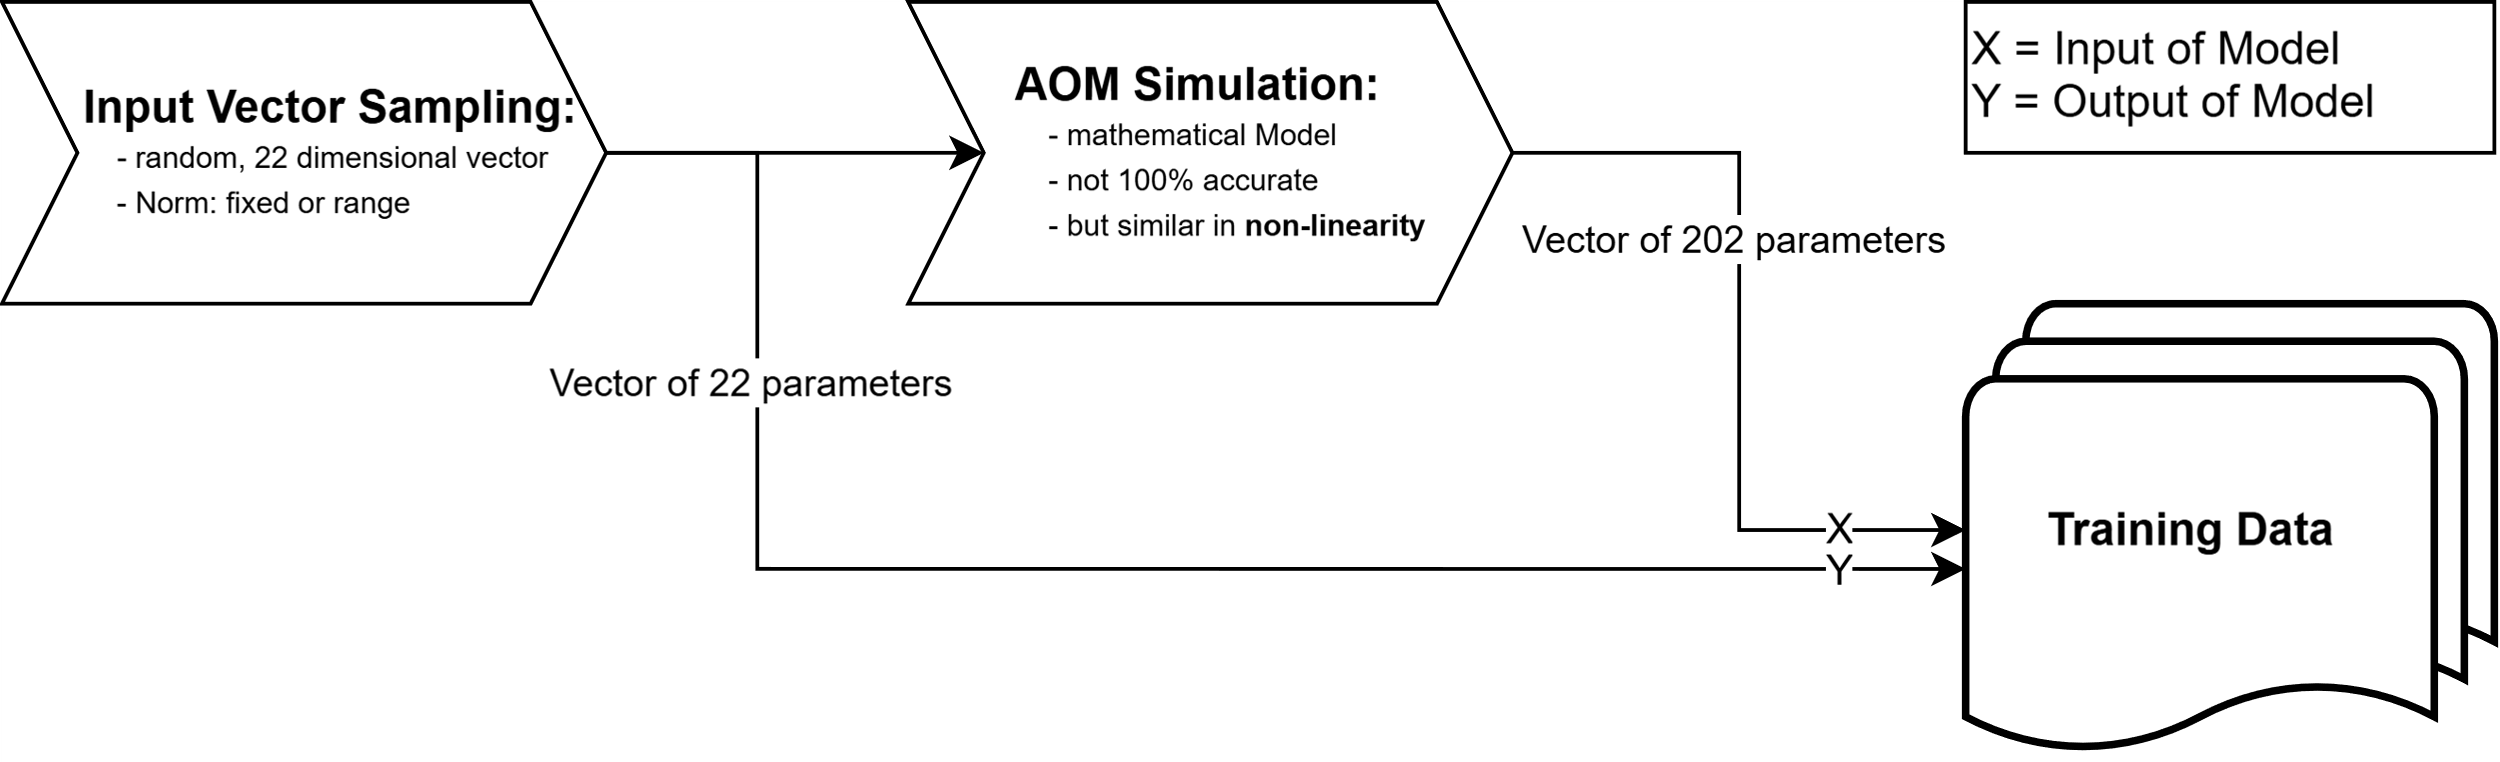 Input Vector Sampling:
- random, 22 dimensional vector
- Norm: fixed or range
AOM Simulation:
- mathematical Model
- not 100% accurate
- but similar in non-linearity
X = Input of Model
Y = Output of Model
Vector of 202 parameters
Vector of 22 parameters
X
Y
Training Data